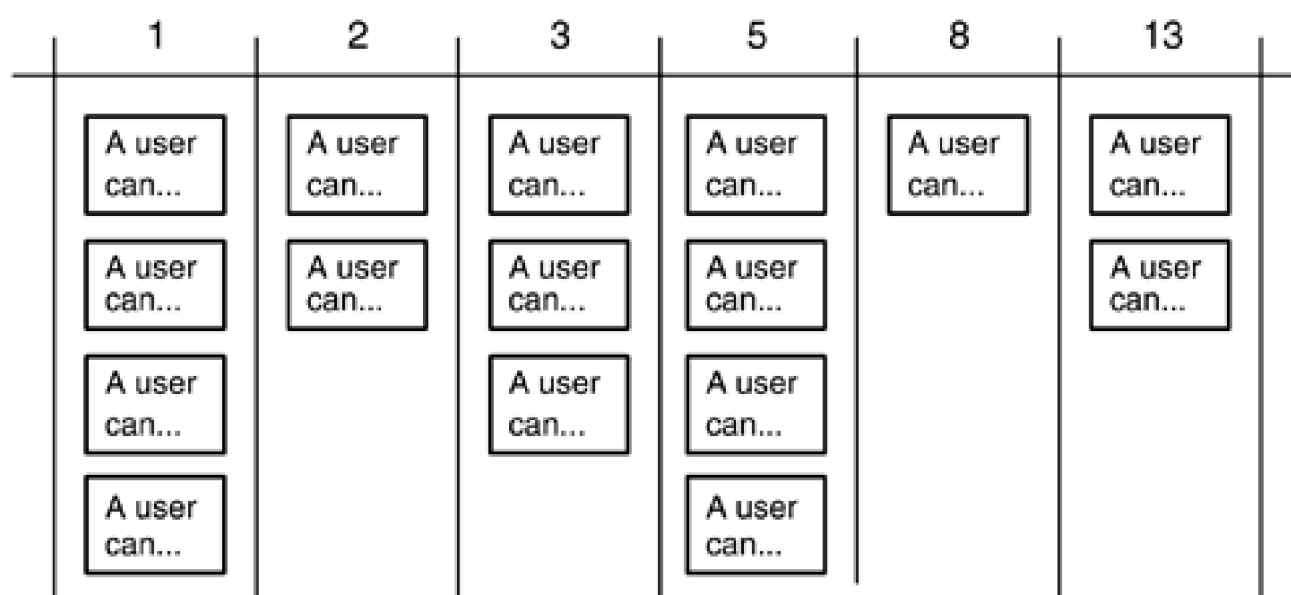 1 2 3 5 8 13
A user A user A user A user A user A user
can... can... can... can... can... can...
A user A user A user A user A user
can... can... can... can... can...
A user A user A user
can... can... can...
A user A user
can... can...